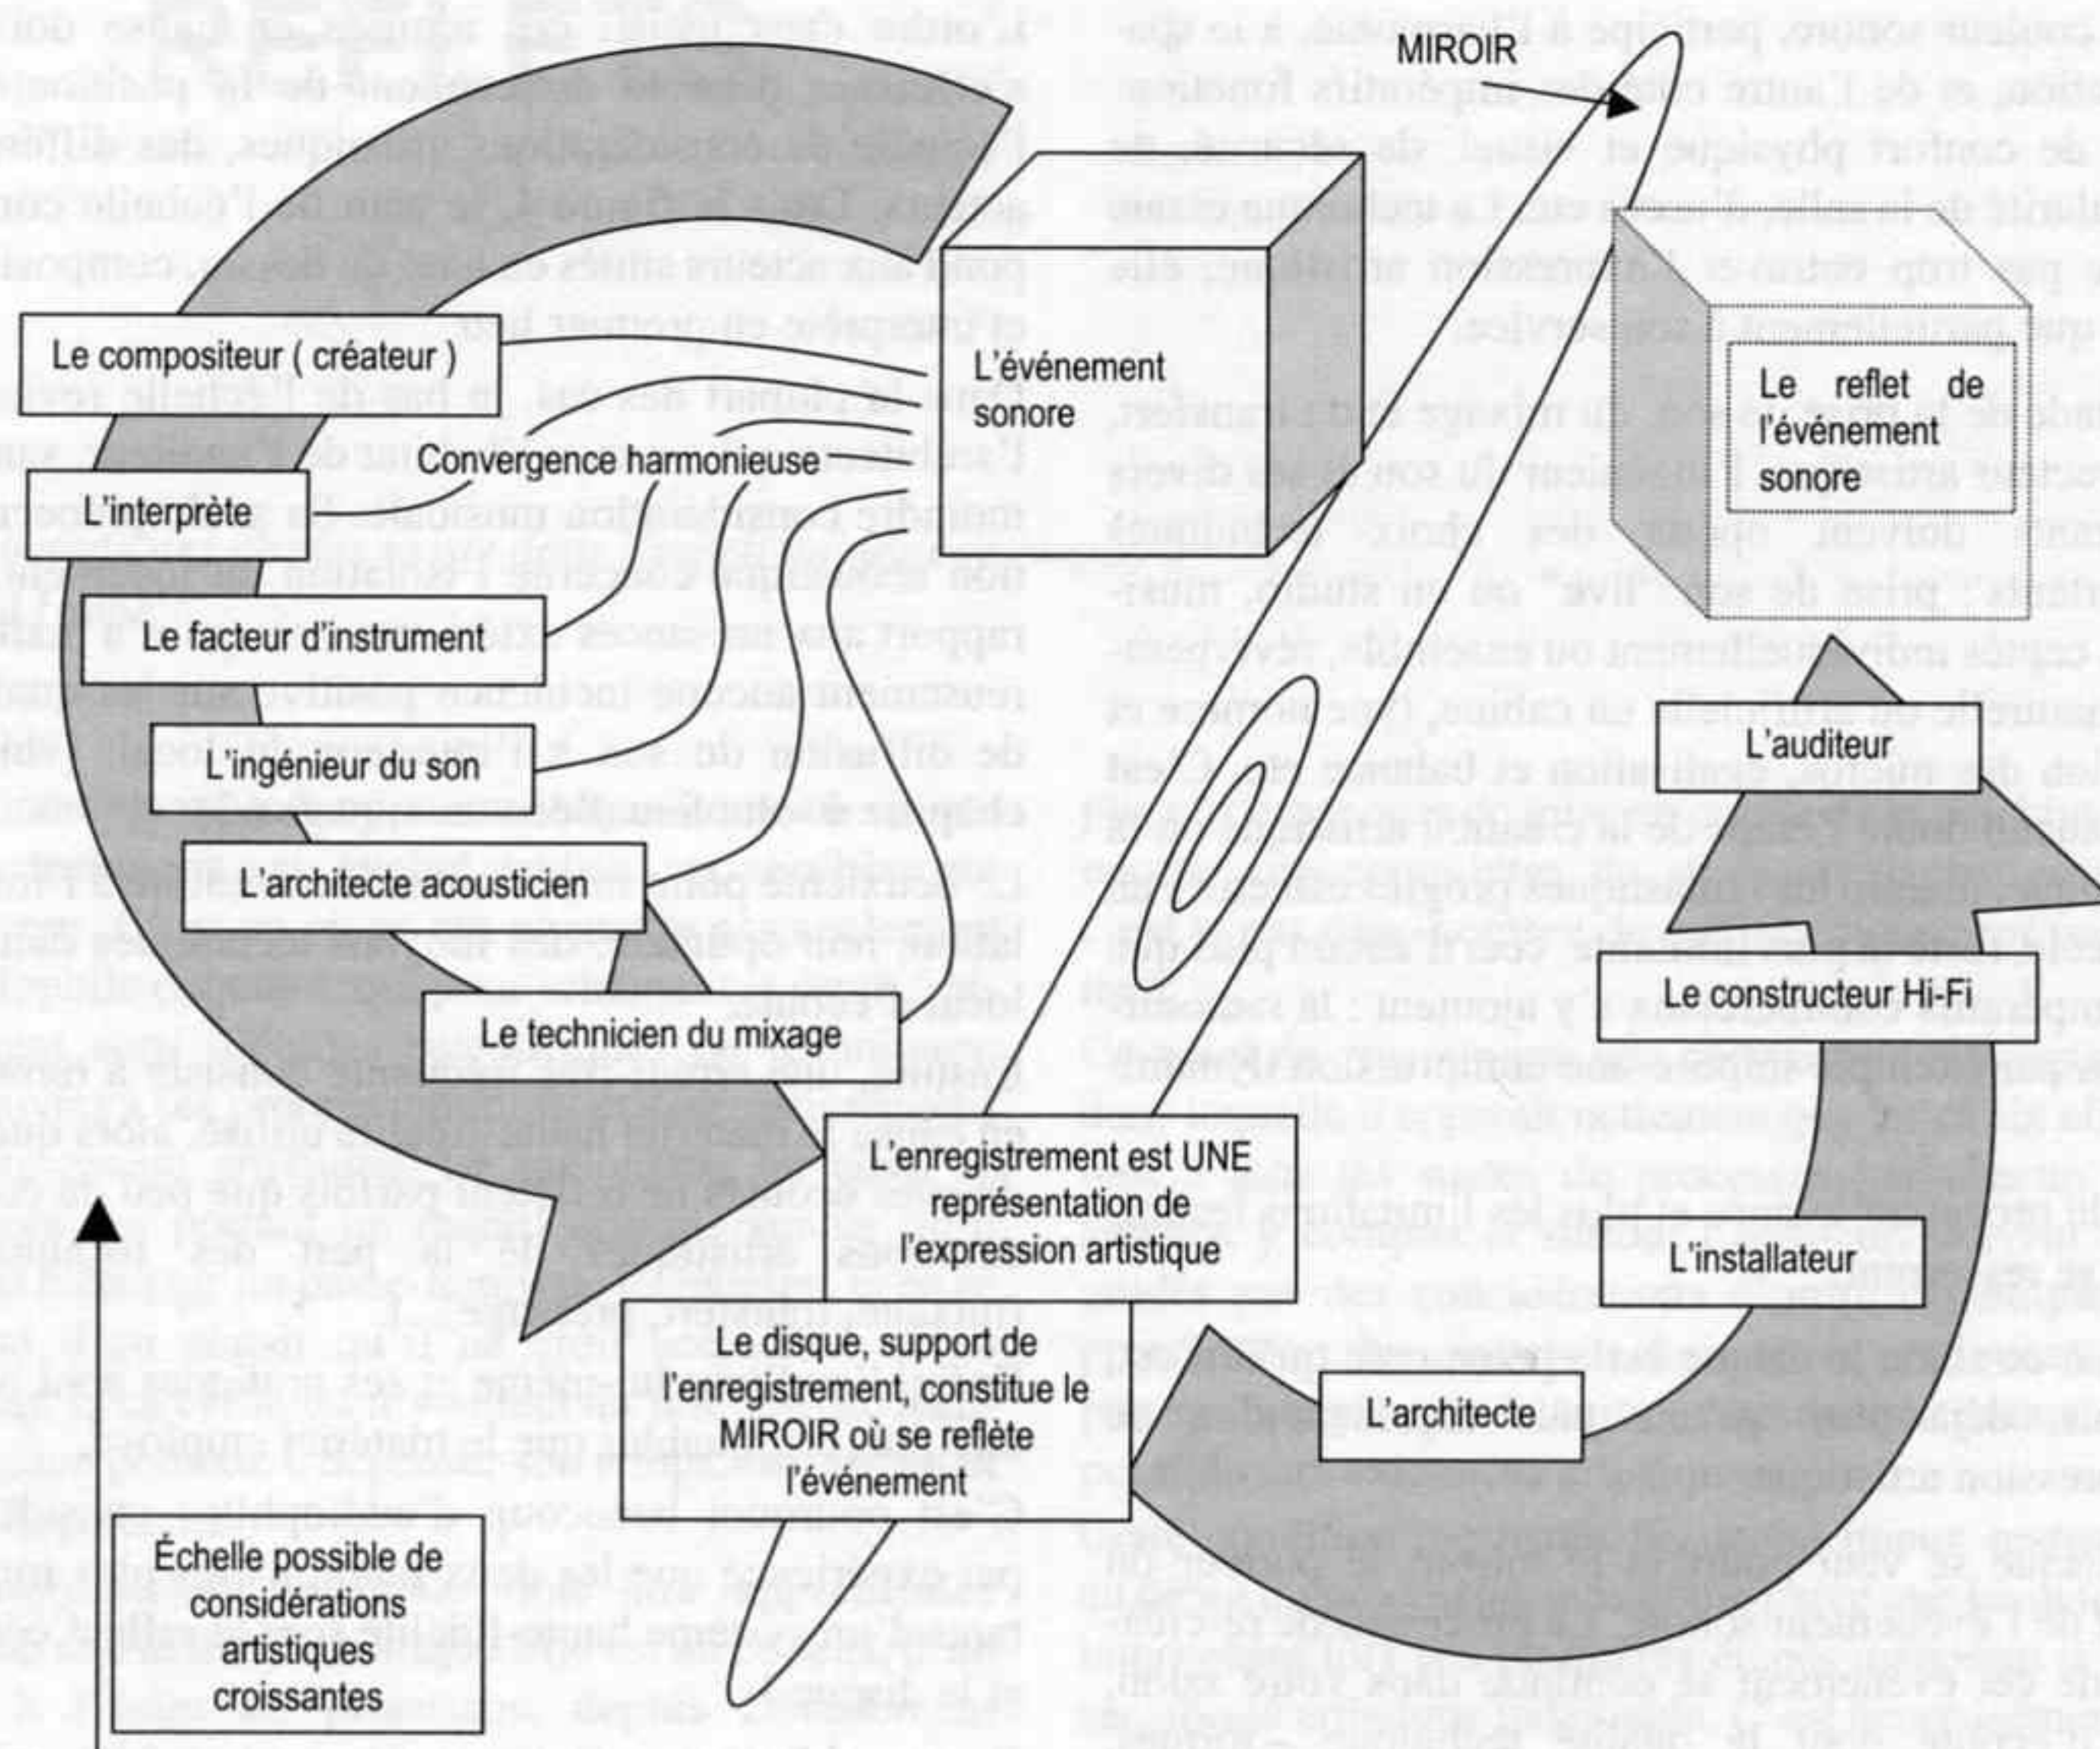 MIROIR
Le compositeur ( créateur )
L'événement
sonore
Le reflet de
l'événement
sonore
Convergence harmonieuse
L'interprète
Le facteur d'instrument
L'ingénieur du son
L'auditeur
L'architecte acousticien
Le constructeur Hi-Fi
Le technicien du mixage
L'enregistrement est UNE
représentation de
l'expression artistique
L'installateur
Le disque, support de
l'enregistrement, constitue le
MIROIR où se reflète
l'événement
L'architecte
Échelle possible de
considérations
artistiques
croissantes